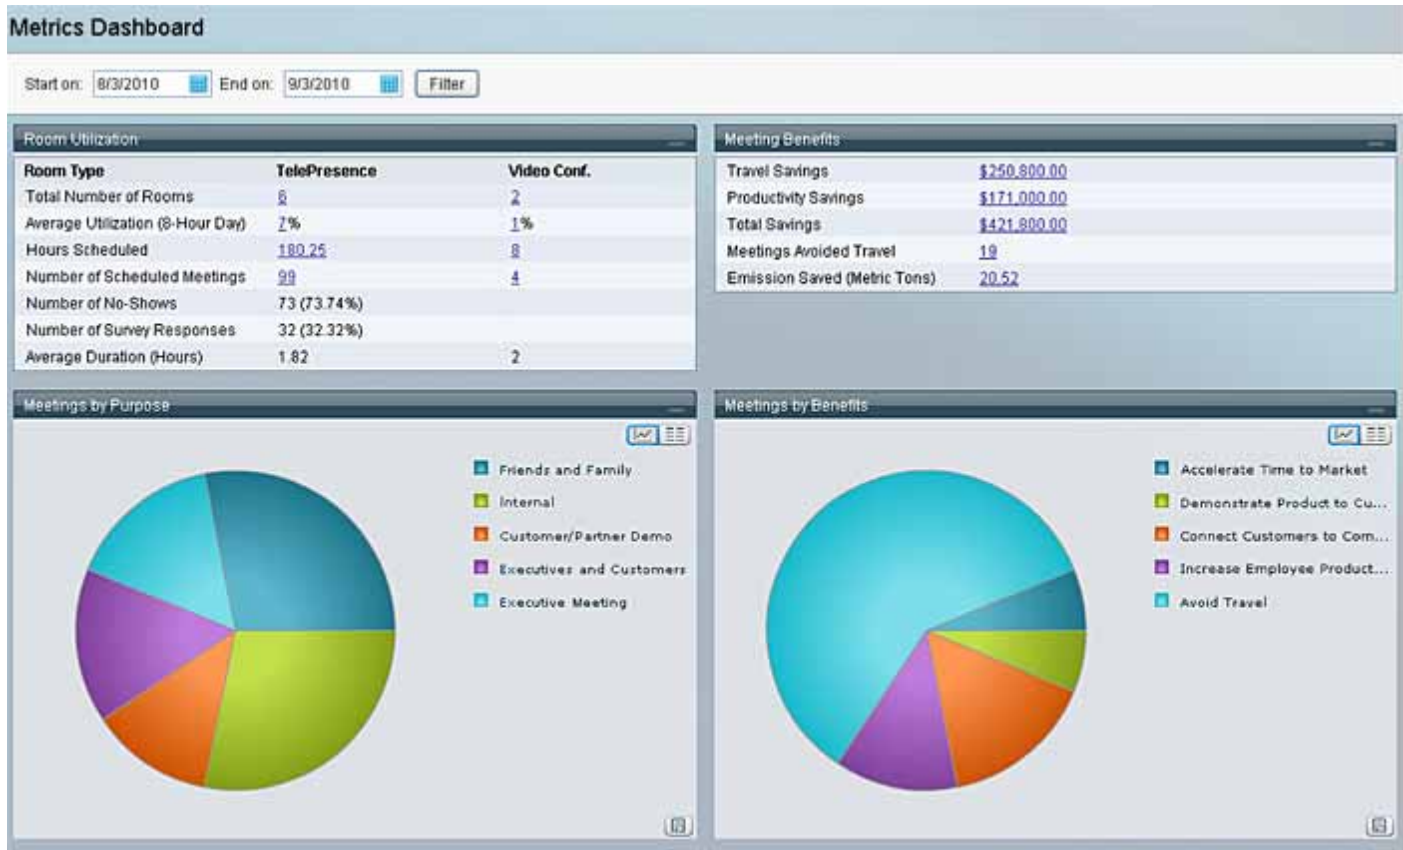 Metrics Dashboard
Start on: 8/3/2010 End on: 9/3/2010 Filter
Room Utilization
Room Type TelePresence Video Conf.
Total Number of Rooms 6 2
Average Utilization (8-Hour Day) 7% 1%
Hours Scheduled 180.25 8
Number of Scheduled Meetings 99 4
Number of No-Shows 73 (73.74%)
Number of Survey Responses 32 (32.32%)
Average Duration (Hours) 1.82 2
Meeting Benefits
Travel Savings $250,800.00
Productivity Savings $171,000.00
Total Savings $421,800.00
Meetings Avoided Travel 19
Emission Saved (Metric Tons) 20.52
Meetings by Purpose
Friends and Family
Internal
Customer/Partner Demo
Executives and Customers
Executive Meeting
Meetings by Benefits
Accelerate Time to Market
Demonstrate Product to Cu...
Connect Customers to Com...
Increase Employee Product...
Avoid Travel